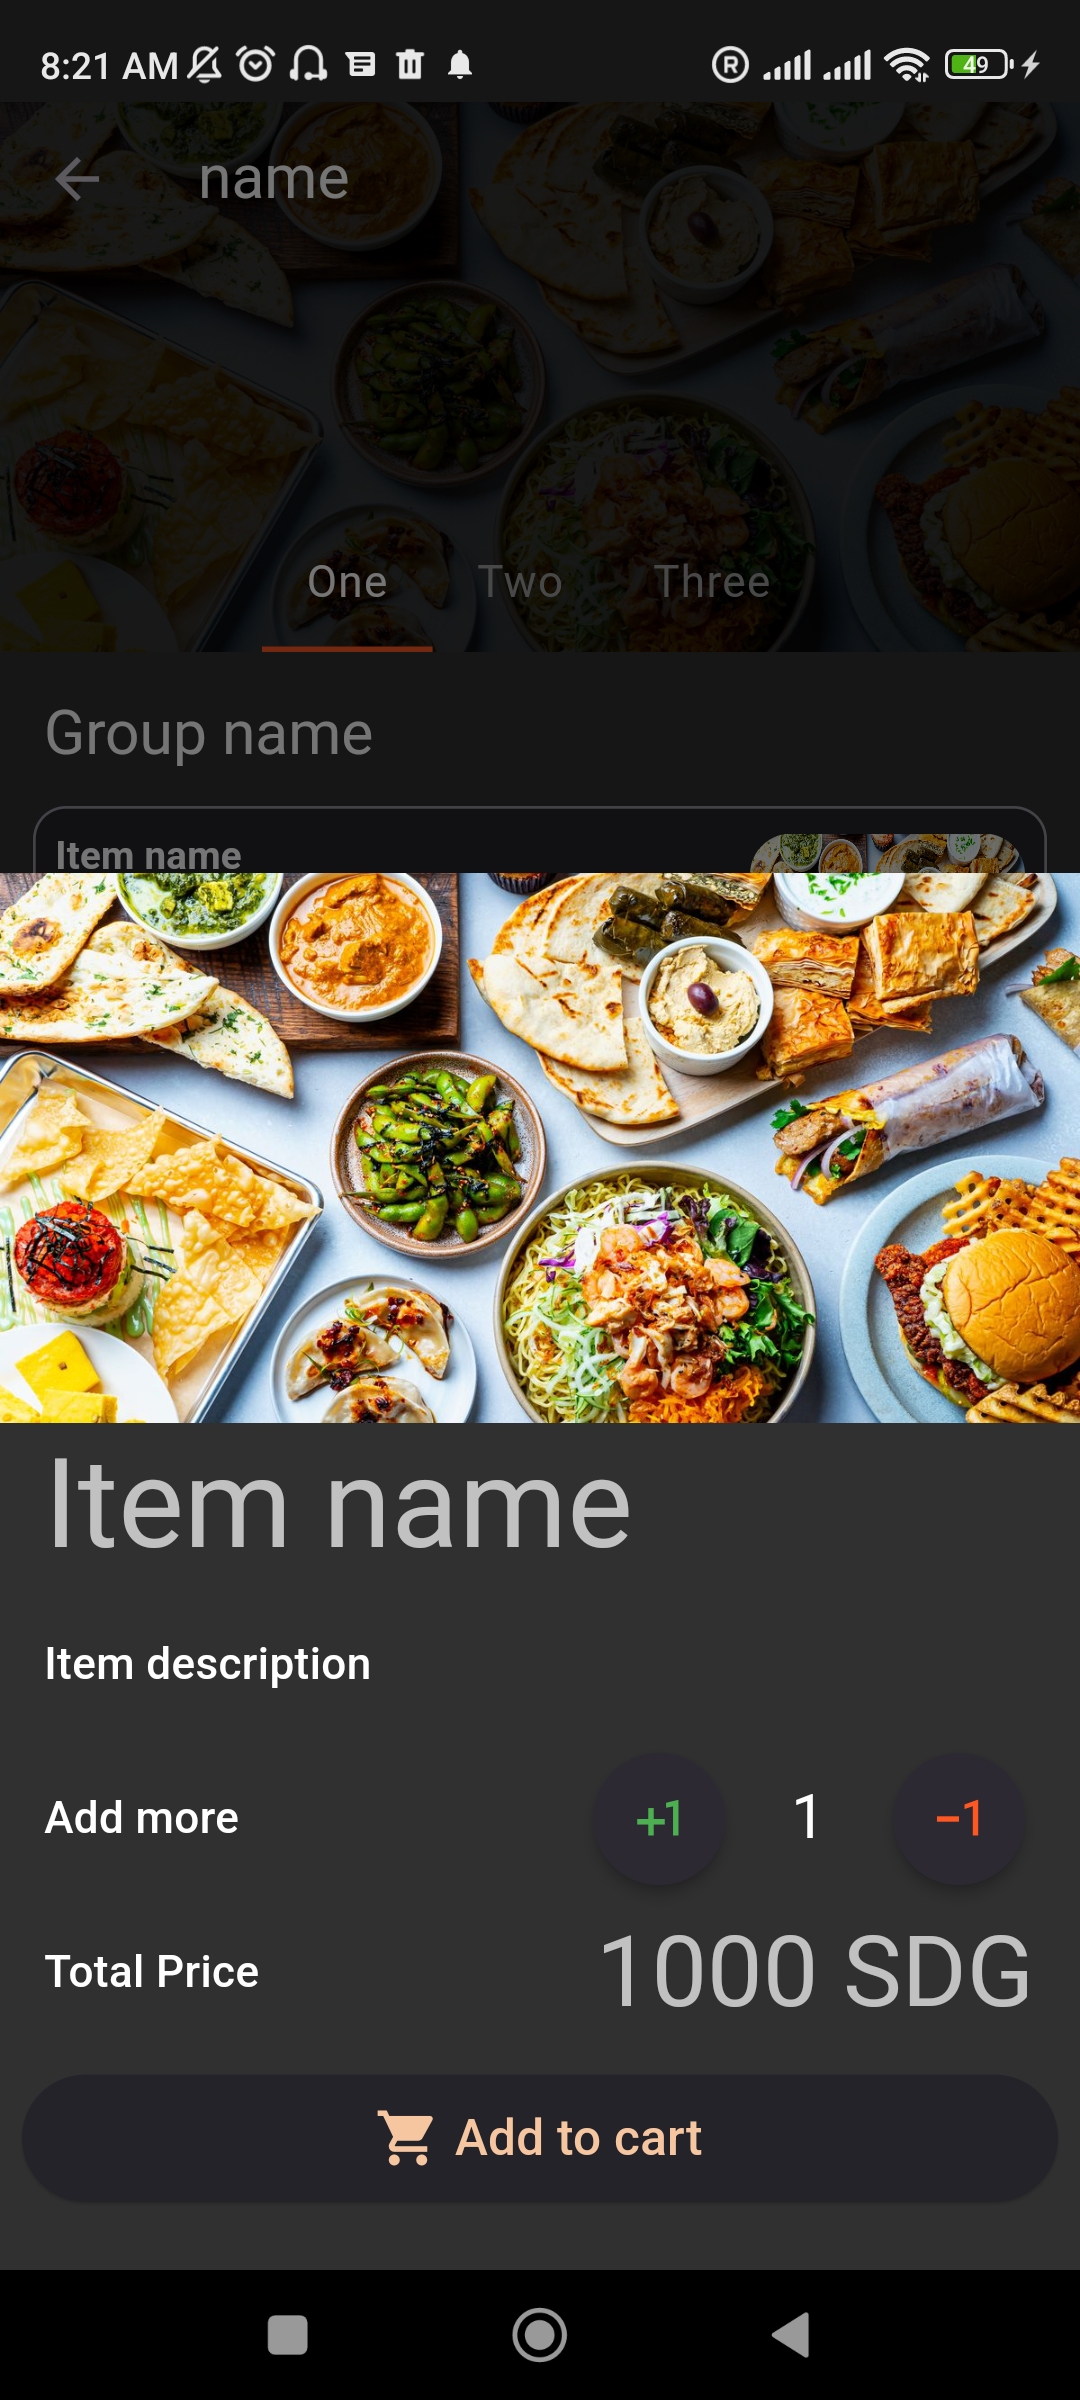 8:21 AM
49
name
One Two Three
Group name
Item name
Item name
Item description
Add more +1 1 −1
Total Price 1000 SDG
Add to cart